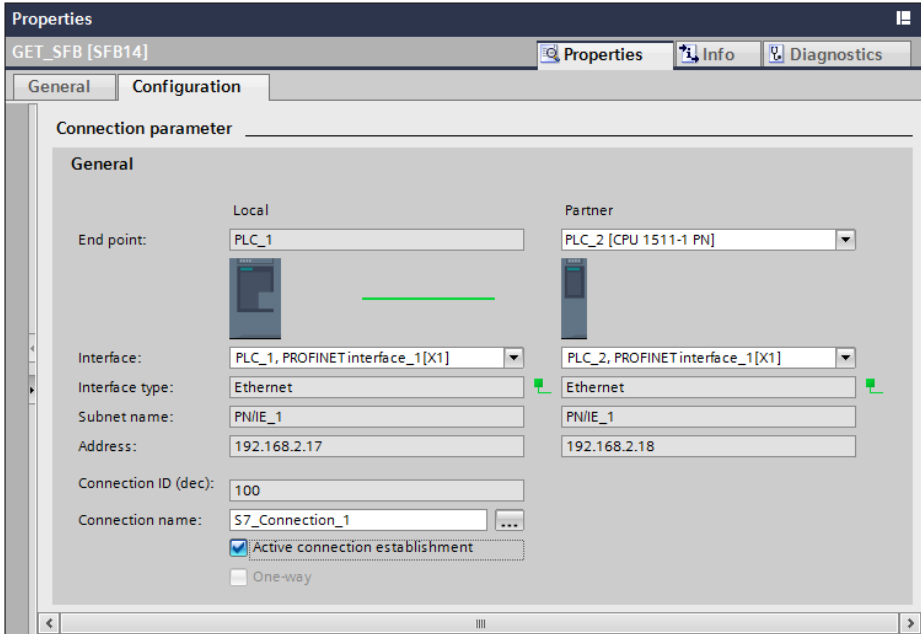 Properties
GET_SFB [SFB14]
Properties
Info
Diagnostics
General
Configuration
Connection parameter
General
Local
Partner
End point:
PLC_1
PLC_2 [CPU 1511-1 PN]
Interface:
PLC_1, PROFINET interface_1[X1]
PLC_2, PROFINET interface_1[X1]
Interface type:
Ethernet
Ethernet
Subnet name:
PN/IE_1
PN/IE_1
Address:
192.168.2.17
192.168.2.18
Connection ID (dec):
100
Connection name:
S7_Connection_1
...
Active connection establishment
One-way